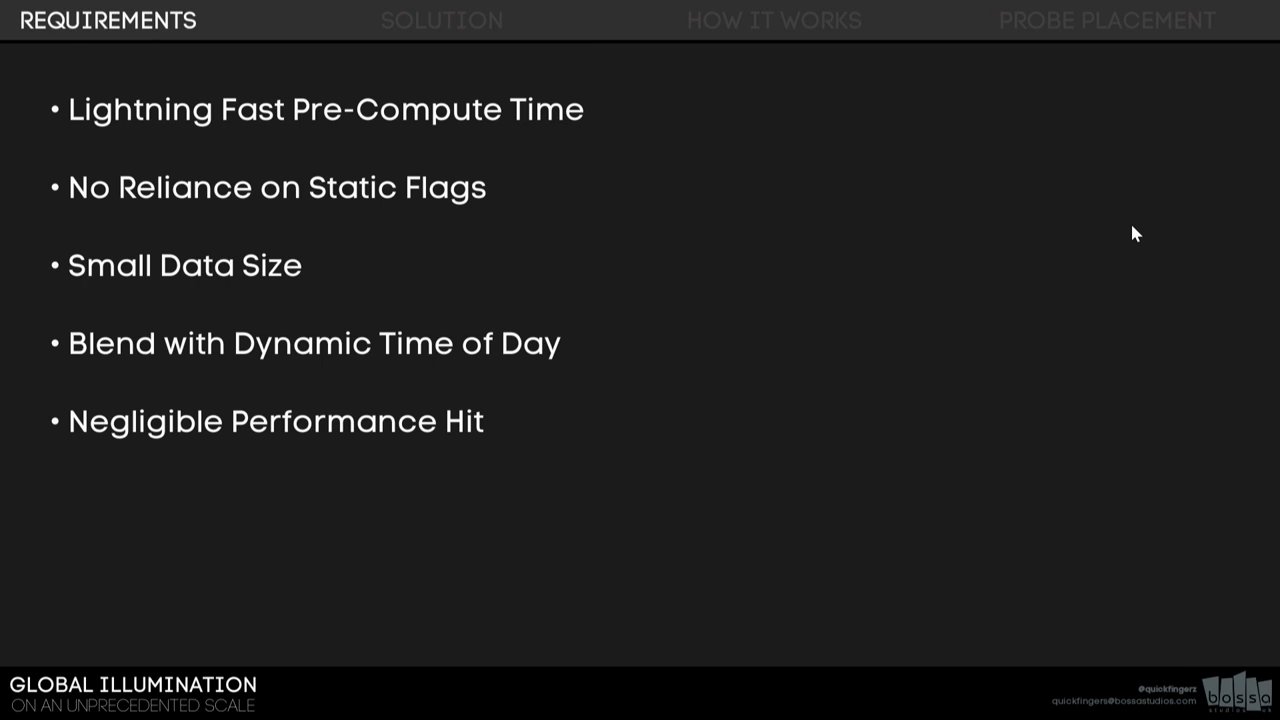 REQUIREMENTS SOLUTION HOW IT WORKS PROBE PLACEMENT
• Lightning Fast Pre-Compute Time
• No Reliance on Static Flags
• Small Data Size
• Blend with Dynamic Time of Day
• Negligible Performance Hit
GLOBAL ILLUMINATION
ON AN UNPRECEDENTED SCALE
@quickfingerz
quickfingers@bossastudios.com
bossa
studios uk